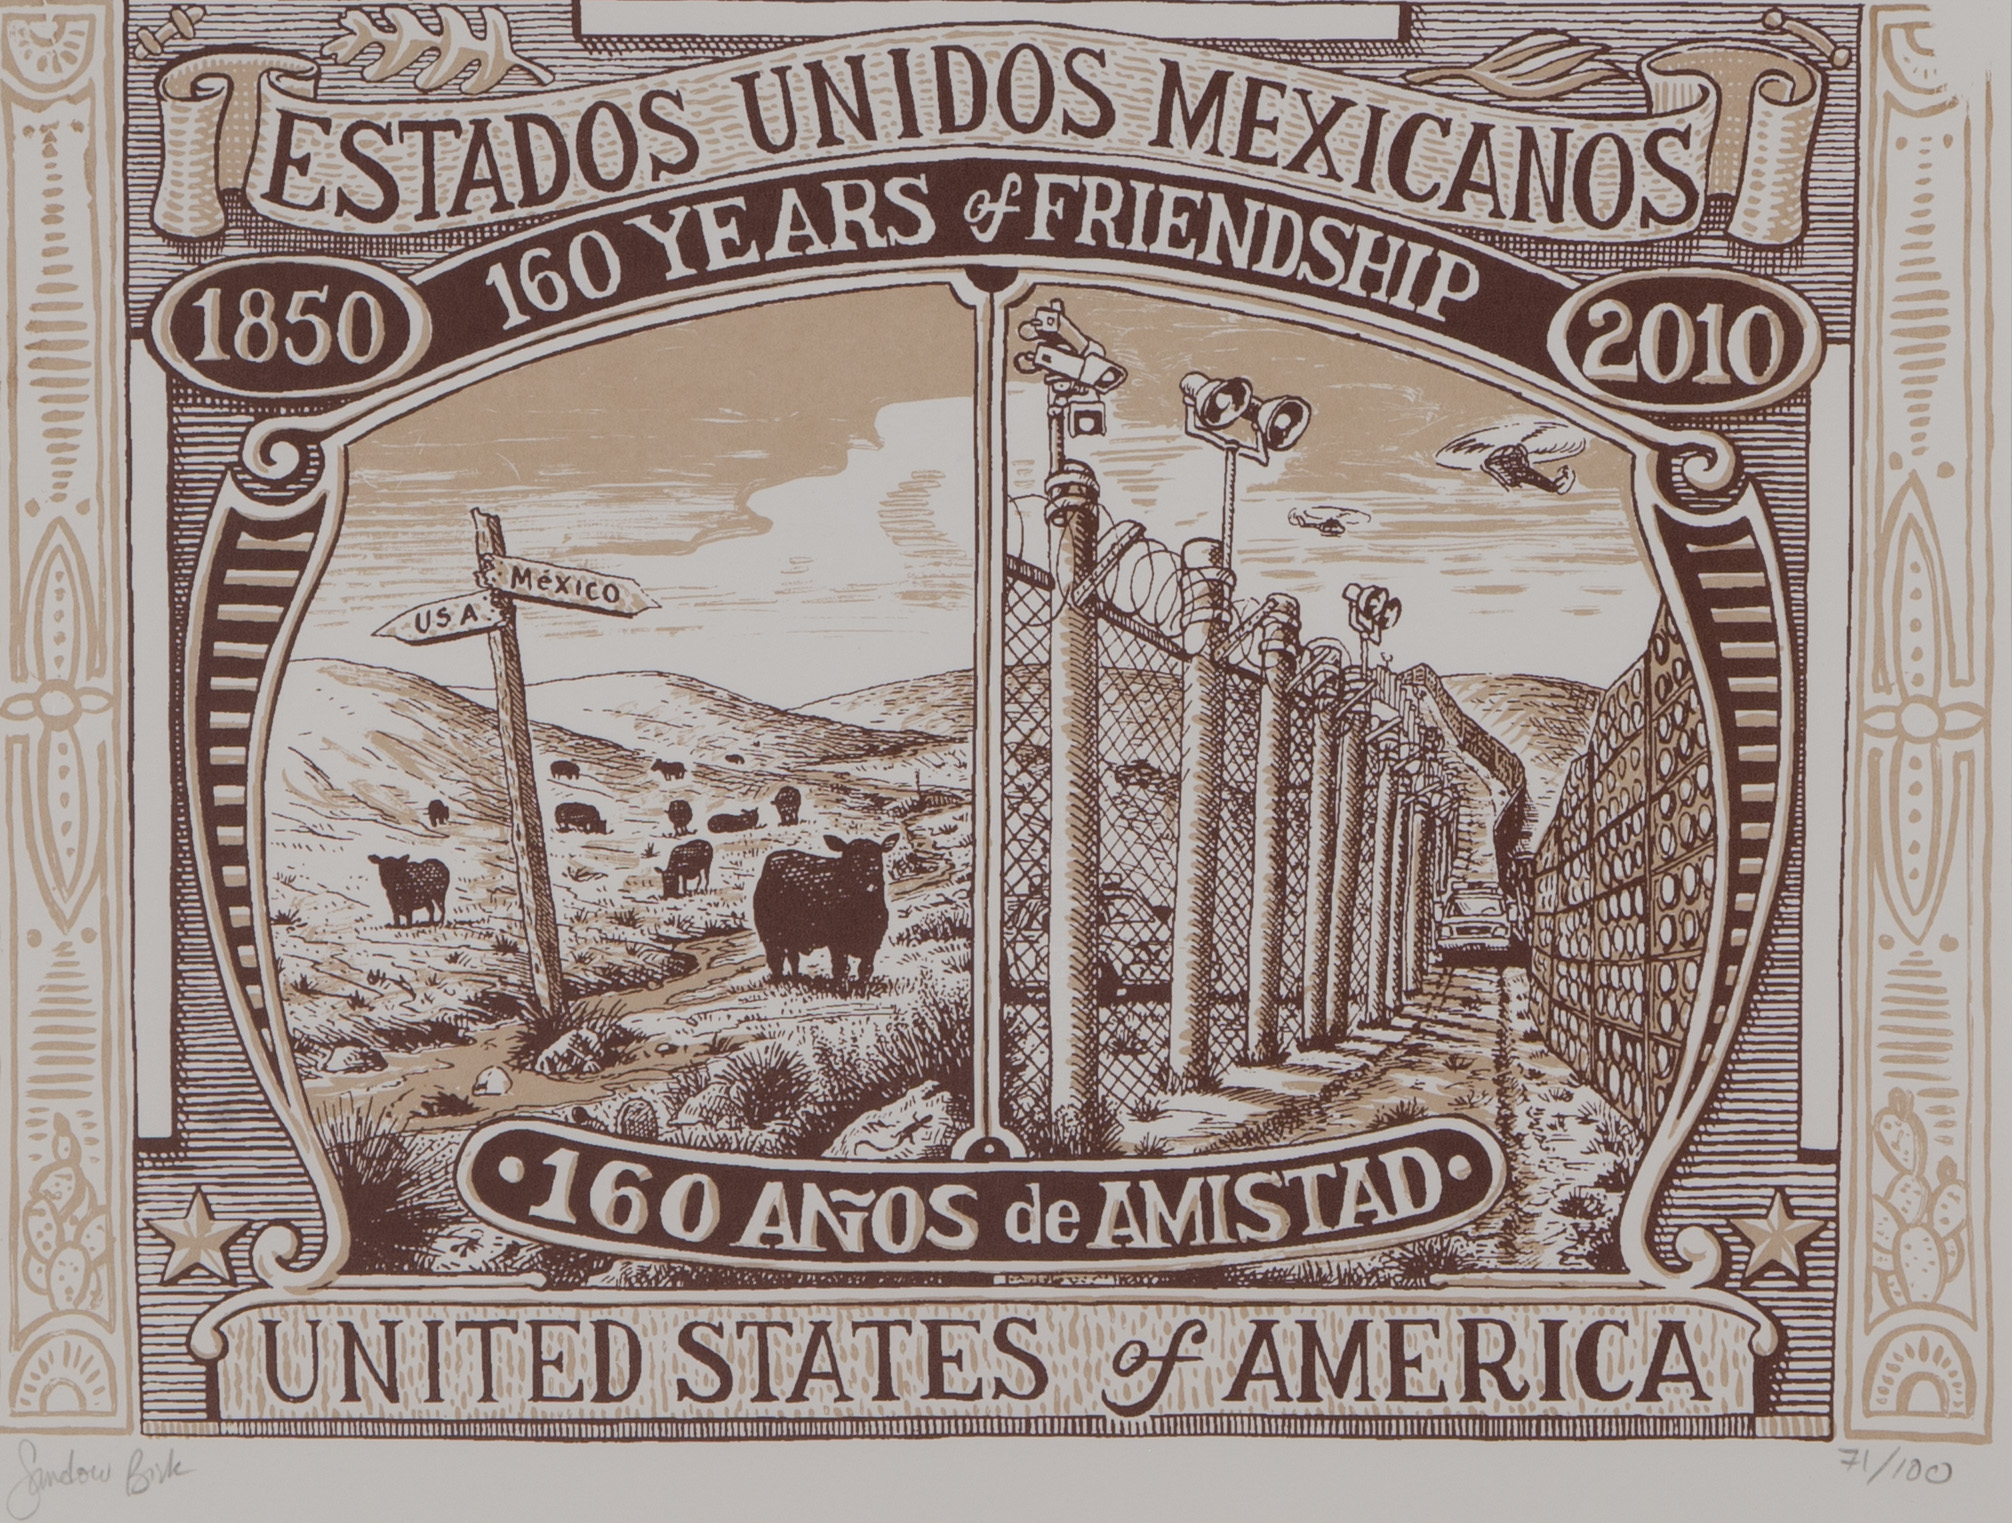 ESTADOS UNIDOS MEXICANOS
160 YEARS of FRIENDSHIP
1850
2010
MéXICO
USA
160 AÑOS de AMISTAD
UNITED STATES of AMERICA
Sandow Birk
71/100